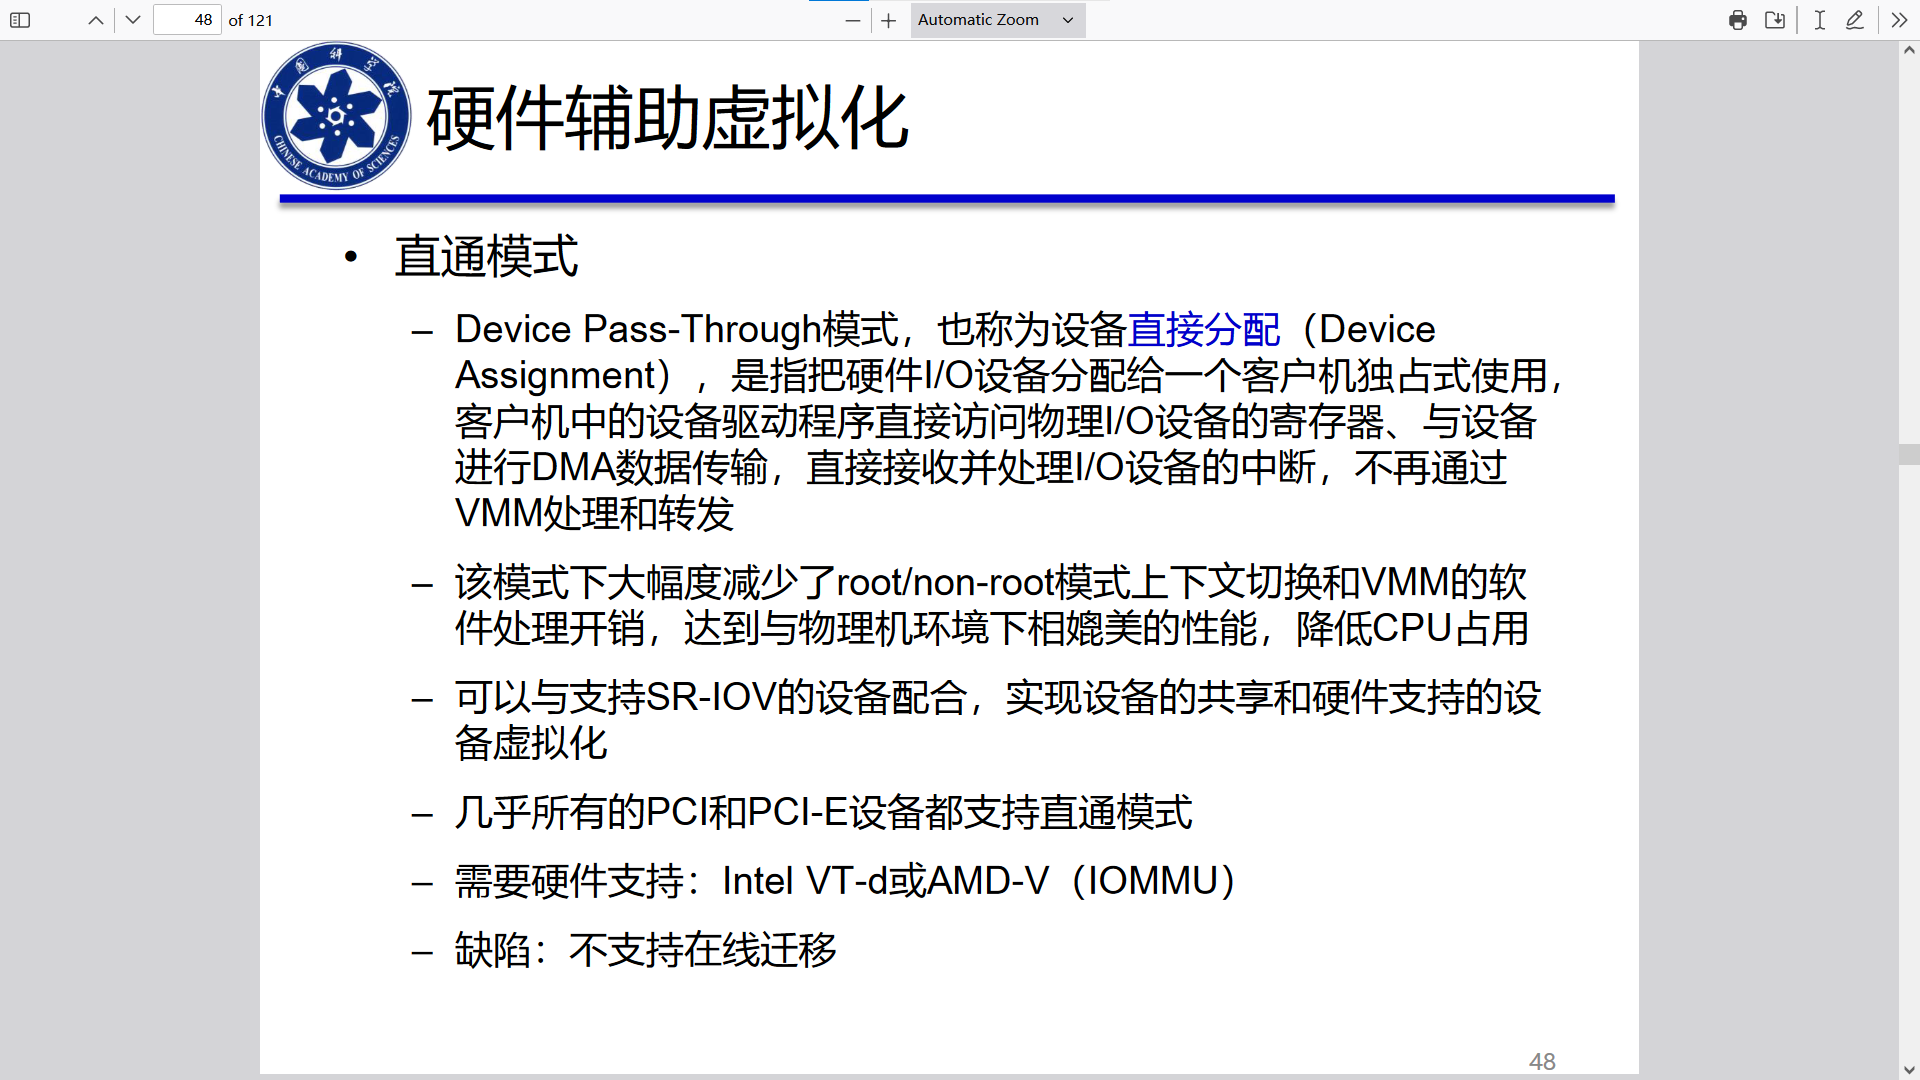 48 of 121
Automatic Zoom
中国科学院
CHINESE ACADEMY OF SCIENCES
硬件辅助虚拟化
• 直通模式
– Device Pass-Through模式，也称为设备直接分配（Device
Assignment），是指把硬件I/O设备分配给一个客户机独占式使用，
客户机中的设备驱动程序直接访问物理I/O设备的寄存器、与设备
进行DMA数据传输，直接接收并处理I/O设备的中断，不再通过
VMM处理和转发
– 该模式下大幅度减少了root/non-root模式上下文切换和VMM的软
件处理开销，达到与物理机环境下相媲美的性能，降低CPU占用
– 可以与支持SR-IOV的设备配合，实现设备的共享和硬件支持的设
备虚拟化
– 几乎所有的PCI和PCI-E设备都支持直通模式
– 需要硬件支持：Intel VT-d或AMD-V（IOMMU）
– 缺陷：不支持在线迁移
48